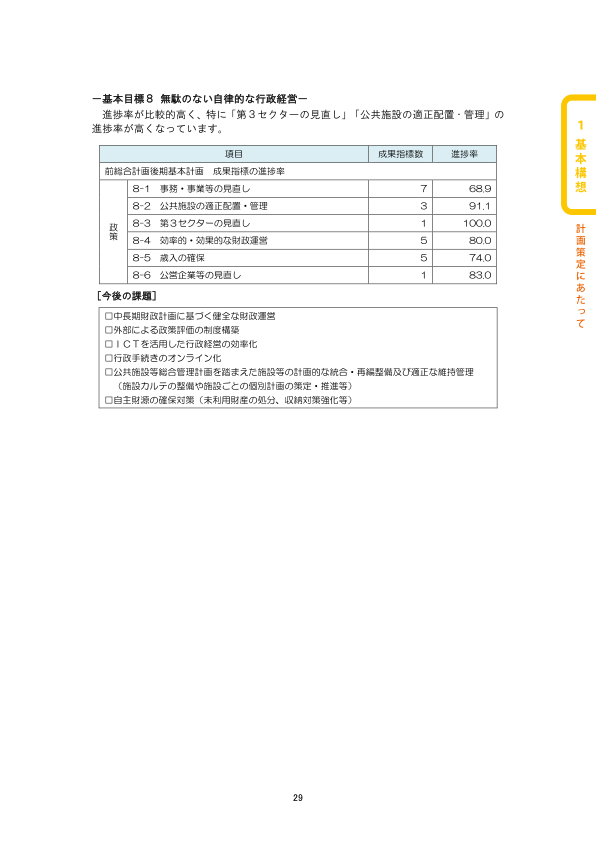 －基本目標８ 無駄のない自律的な行政経営－
進捗率が比較的高く、特に「第３セクターの見直し」「公共施設の適正配置・管理」の
進捗率が高くなっています。
項目 成果指標数 進捗率
前総合計画後期基本計画　成果指標の進捗率
政策
8-1 事務・事業等の見直し 7 68.9
8-2 公共施設の適正配置・管理 3 91.1
8-3 第３セクターの見直し 1 100.0
8-4 効率的・効果的な財政運営 5 80.0
8-5 歳入の確保 5 74.0
8-6 公営企業等の見直し 1 83.0
［今後の課題］
□中長期財政計画に基づく健全な財政運営
□外部による政策評価の制度構築
□ＩＣＴを活用した行政経営の効率化
□行政手続きのオンライン化
□公共施設等総合管理計画を踏まえた施設等の計画的な統合・再編整備及び適正な維持管理
（施設カルテの整備や施設ごとの個別計画の策定・推進等）
□自主財源の確保対策（未利用財産の処分、収納対策強化等）
1 基本構想
計画策定にあたって
29